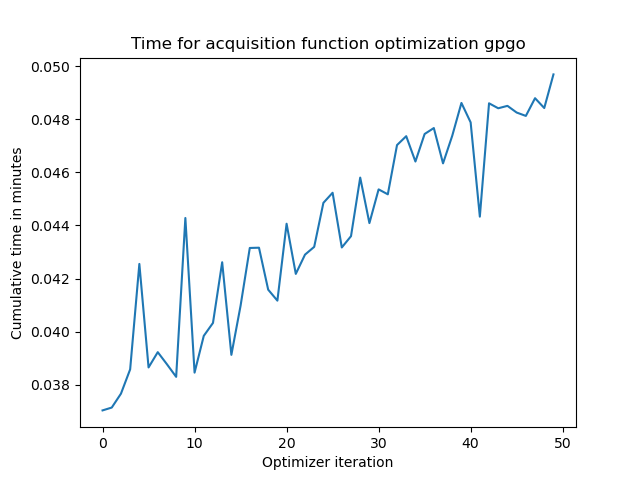 Time for acquisition function optimization gpgo
0.050
0.048
0.046
0.044
0.042
0.040
0.038
Cumulative time in minutes
0 10 20 30 40 50
Optimizer iteration